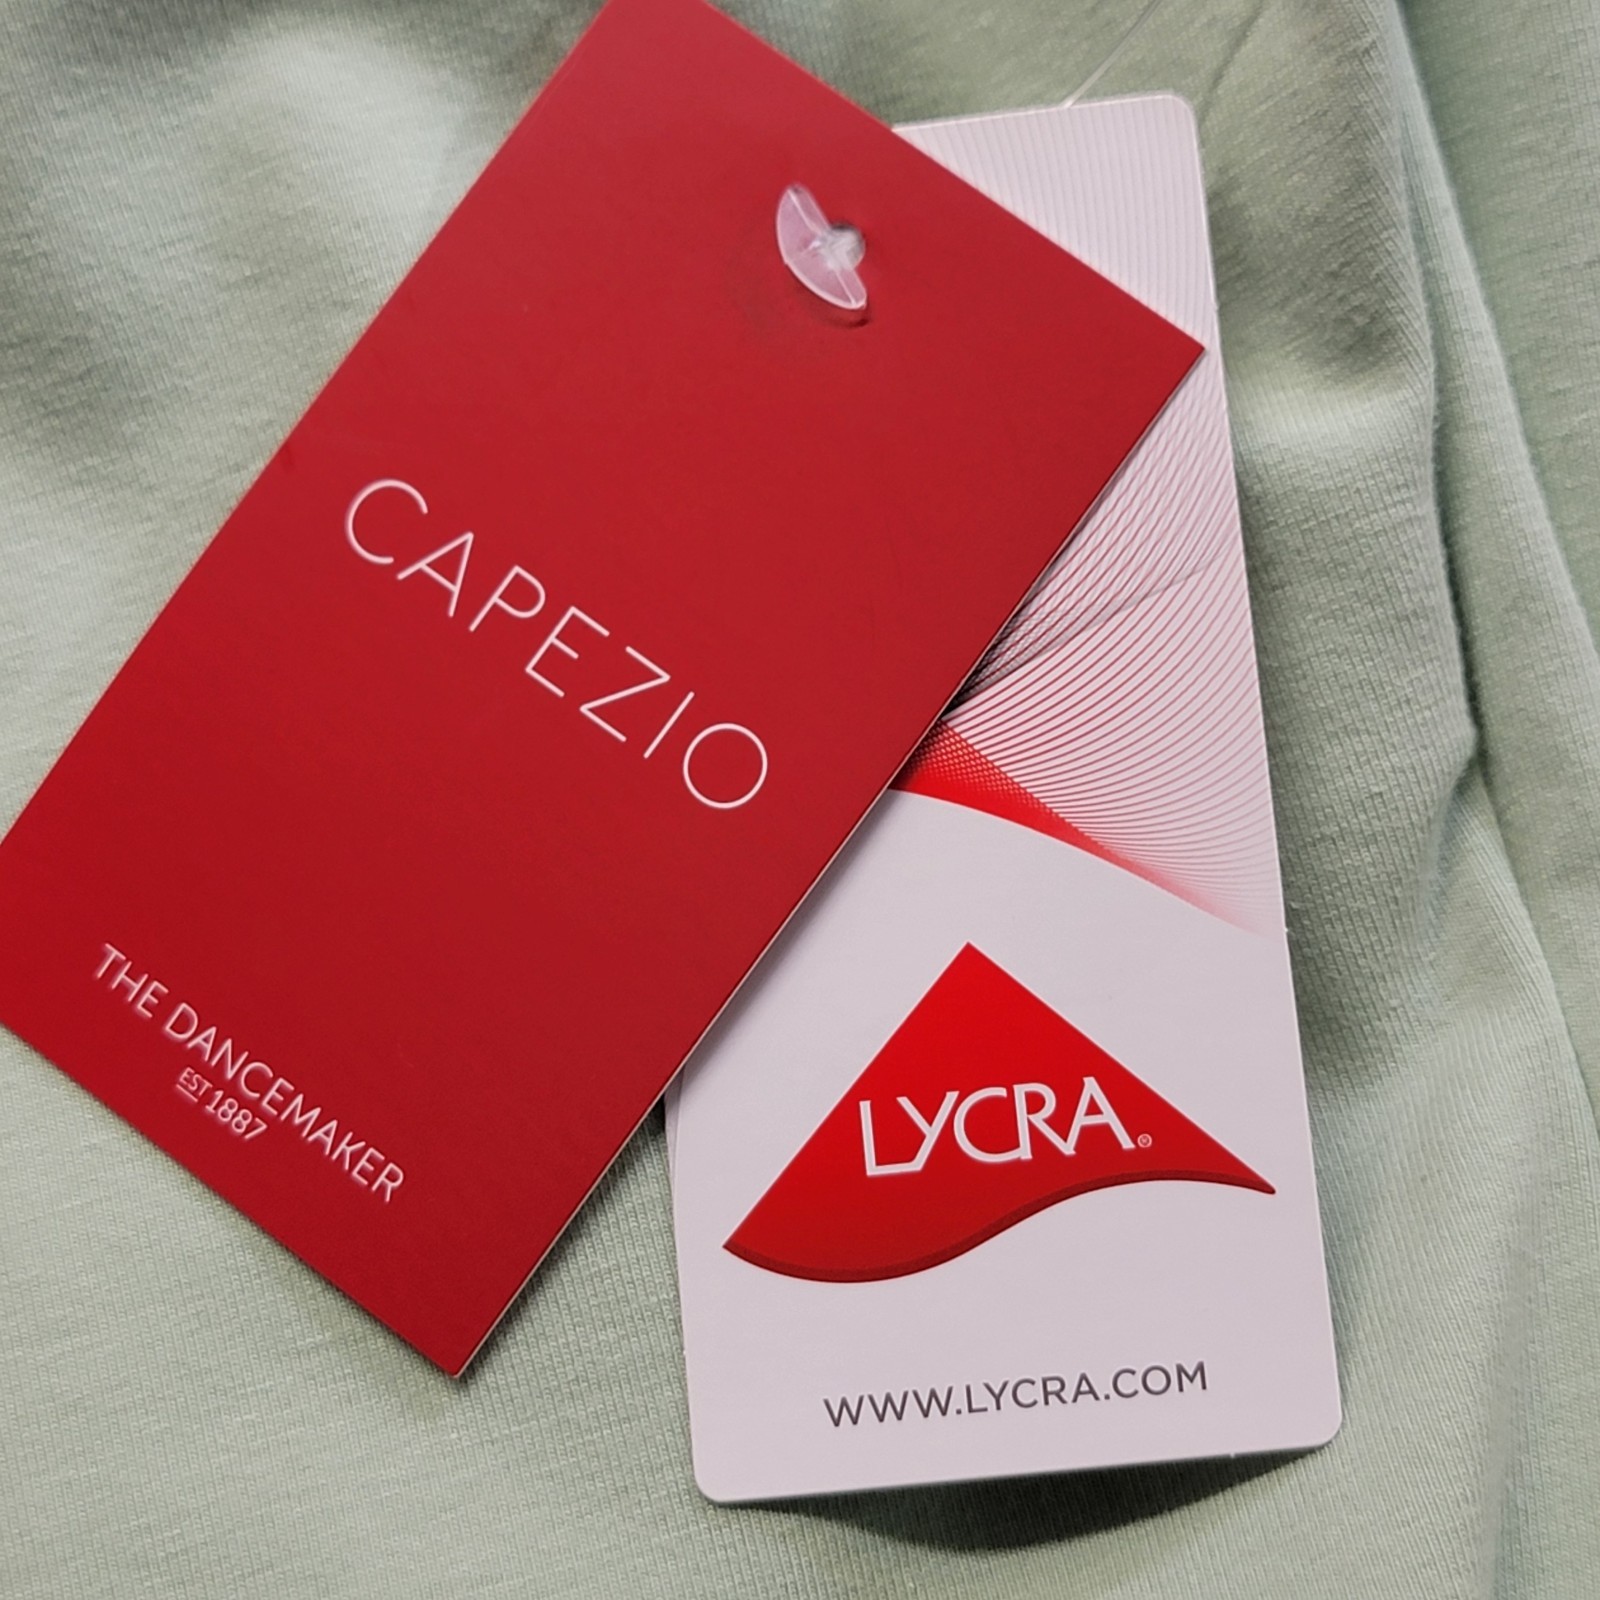 CAPEZIO
THE DANCEMAKER
EST 1887
LYCRA®
WWW.LYCRA.COM